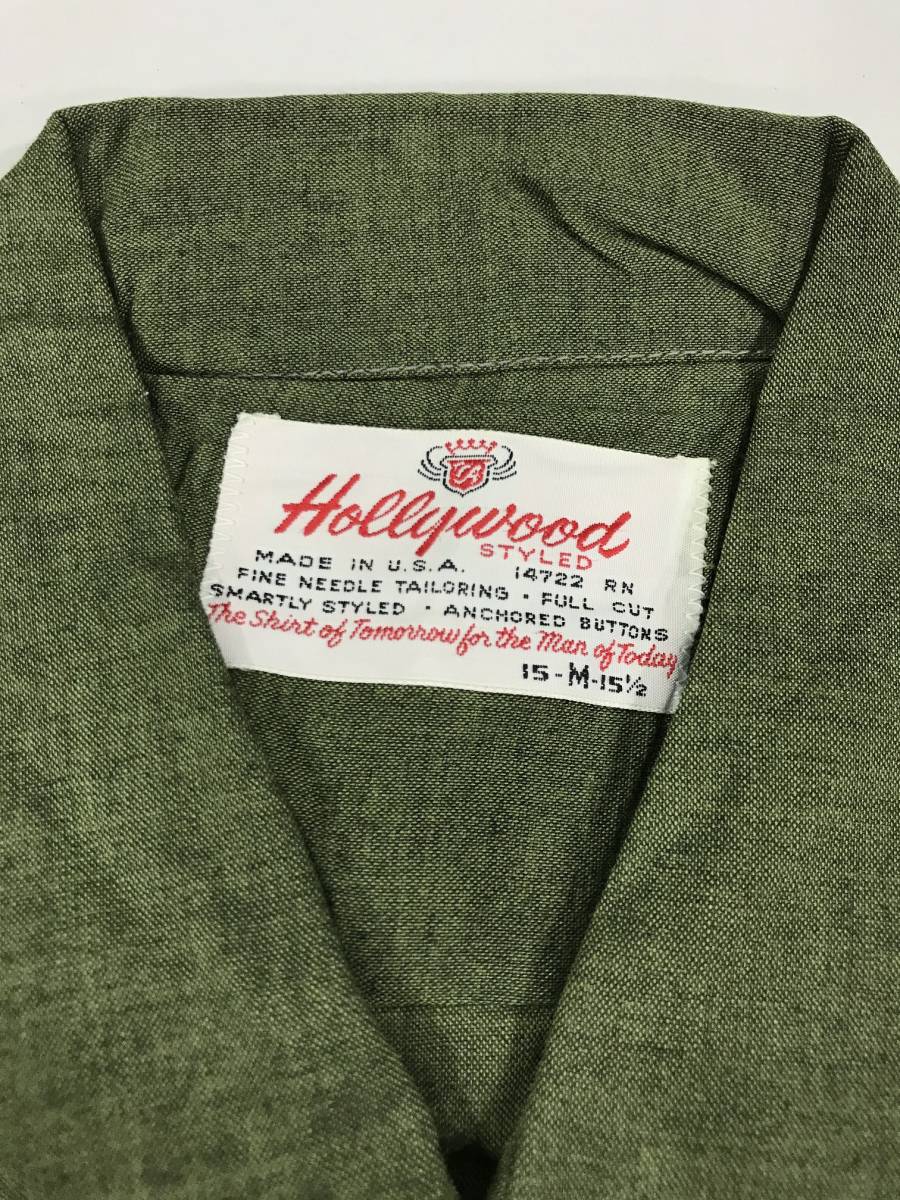 B
Hollywood
STYLED
MADE IN U.S.A. 14722 RN
FINE NEEDLE TAILORING · FULL CUT
SMARTLY STYLED · ANCHORED BUTTONS
The Shirt of Tomorrow for the Man of Today
15-M-15½